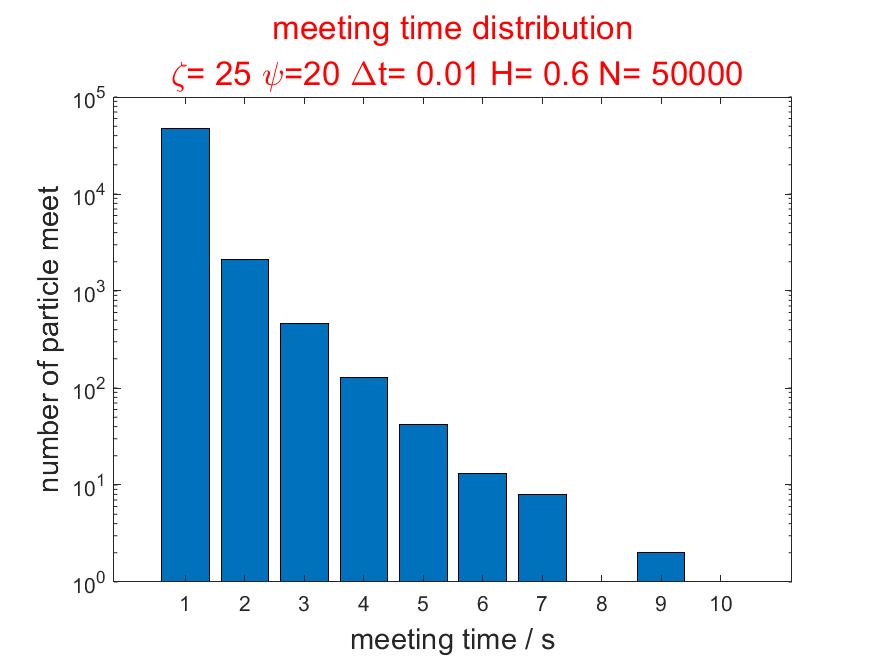 meeting time distribution
ζ= 25 ψ=20 Δt= 0.01 H= 0.6 N= 50000
number of particle meet
10^5
10^4
10^3
10^2
10^1
10^0
1 2 3 4 5 6 7 8 9 10
meeting time / s